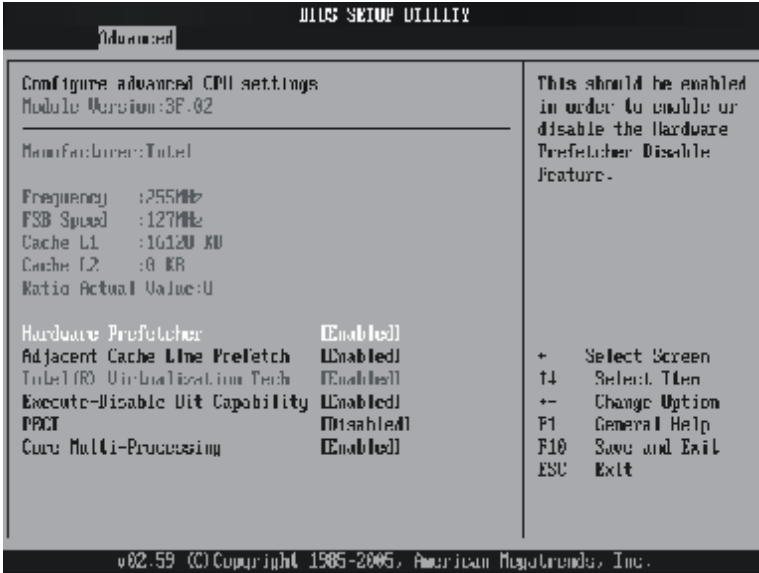 BIOS SETUP UTILITY
Advanced
Configure advanced CPU settings
Module Version:3F.02
Manufacturer:Intel
Frequency :255MHz
FSB Speed :127MHz
Cache L1 :16120 KB
Cache L2 :0 KB
Ratio Actual Value:0
Hardware Prefetcher [Enabled]
Adjacent Cache Line Prefetch [Enabled]
Intel(R) Virtualization Tech [Enabled]
Execute-Disable Bit Capability [Enabled]
PECI [Disabled]
Core Multi-Processing [Enabled]
This should be enabled
in order to enable or
disable the Hardware
Prefetcher Disable
Feature.
← Select Screen
↑↓ Select Item
+- Change Option
F1 General Help
F10 Save and Exit
ESC Exit
v02.59 (C)Copyright 1985-2005, American Megatrends, Inc.